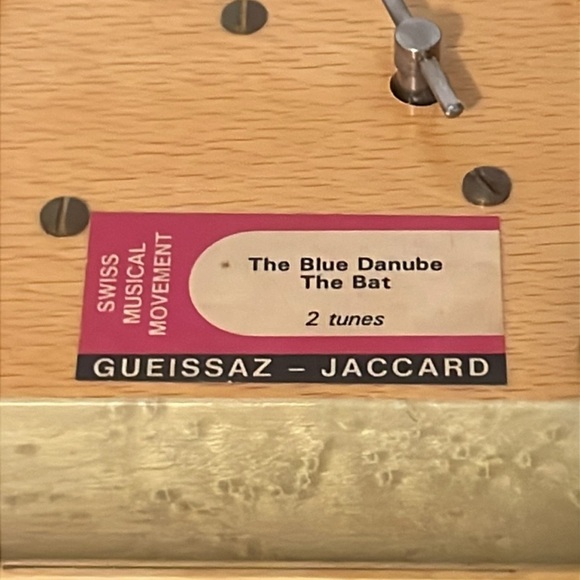 SWISS
MUSICAL
MOVEMENT
The Blue Danube
The Bat
2 tunes
GUEISSAZ – JACCARD